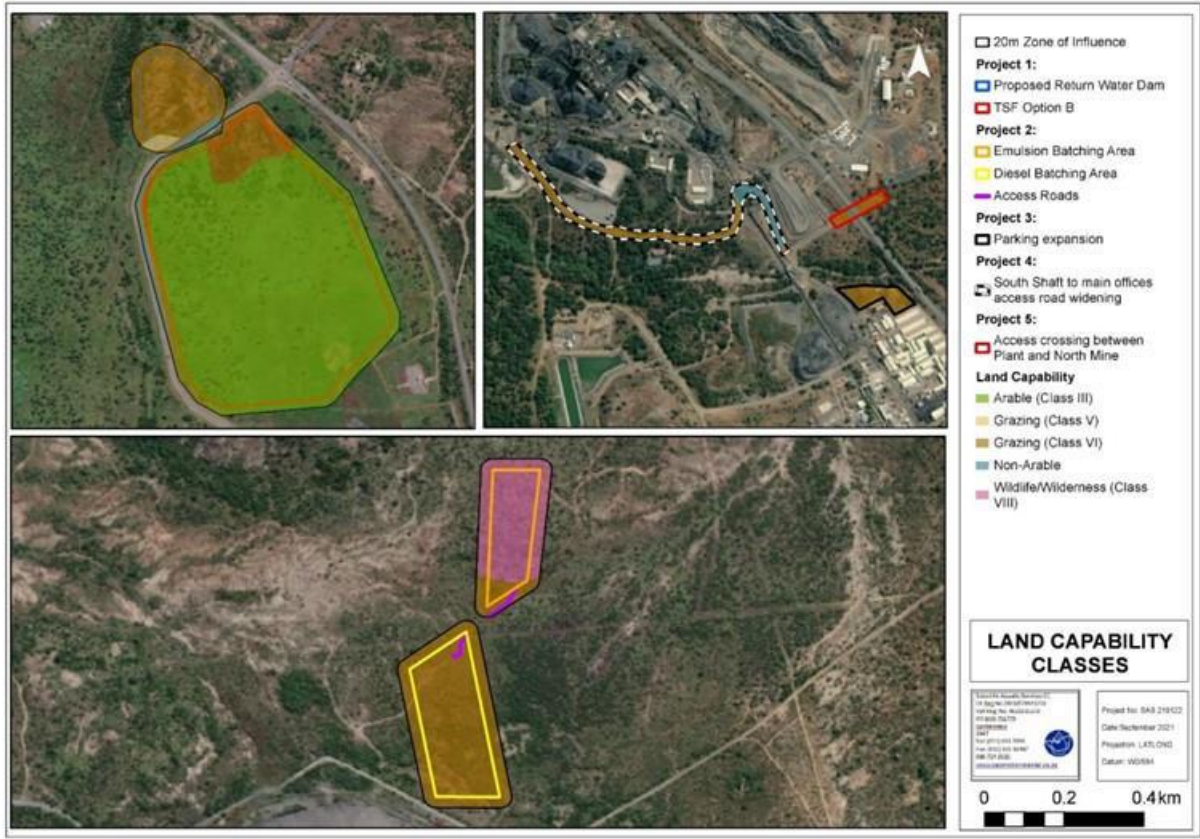 N
20m Zone of Influence
Project 1:
Proposed Return Water Dam
TSF Option B
Project 2:
Emulsion Batching Area
Diesel Batching Area
Access Roads
Project 3:
Parking expansion
Project 4:
South Shaft to main offices
access road widening
Project 5:
Access crossing between
Plant and North Mine
Land Capability
Arable (Class III)
Grazing (Class V)
Grazing (Class VI)
Non-Arable
Wildlife/Wilderness (Class
VIII)
LAND CAPABILITY
CLASSES
Project No: SAS
Date: September 2021
Projection: LATLONG
Datum: WGS84
0 0.2 0.4 km